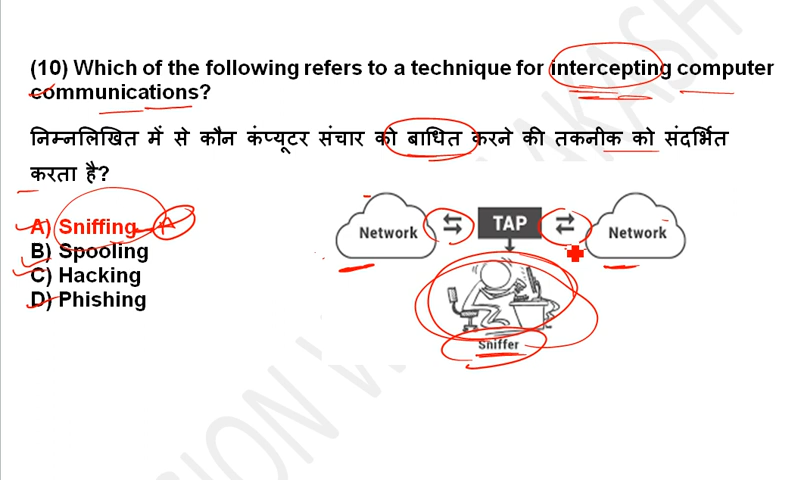 (10) Which of the following refers to a technique for intercepting computer
communications?
निम्नलिखित में से कौन कंप्यूटर संचार को बाधित करने की तकनीक को संदर्भित
करता है?
A) Sniffing
A
B) Spooling
C) Hacking
D) Phishing
Network
TAP
Network
Sniffer